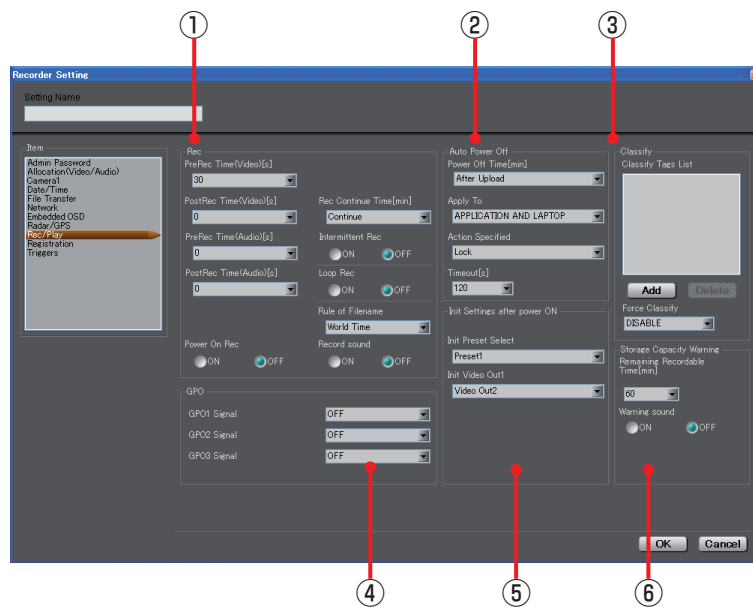 ① ② ③
Recorder Setting
Setting Name
Item
Admin Password
Allocation(Video/Audio)
Camera1
Date/Time
File Transfer
Network
Embedded OSD
Radar/GPS
Rec/Play
Registration
Triggers
Rec
PreRec Time(Video)[s]
30
PostRec Time(Video)[s]
0
PreRec Time(Audio)[s]
0
PostRec Time(Audio)[s]
0
Power On Rec
ON OFF
Rec Continue Time[min]
Continue
Intermittent Rec
ON OFF
Loop Rec
ON OFF
Rule of Filename
World Time
Record sound
ON OFF
GPO
GPO1 Signal OFF
GPO2 Signal OFF
GPO3 Signal OFF
Auto Power Off
Power Off Time[min]
After Upload
Apply To
APPLICATION AND LAPTOP
Action Specified
Lock
Timeout[s]
120
Init Settings after power ON
Init Preset Select
Preset1
Init Video Out1
Video Out2
Classify
Classify Tags List
Add Delete
Force Classify
DISABLE
Storage Capacity Warning
Remaining Recordable
Time[min]
60
Warning sound
ON OFF
OK Cancel
④ ⑤ ⑥